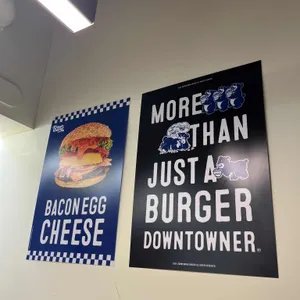 BACON EGG
CHEESE
MORE
THAN
JUST A
BURGER
DOWNTOWNER